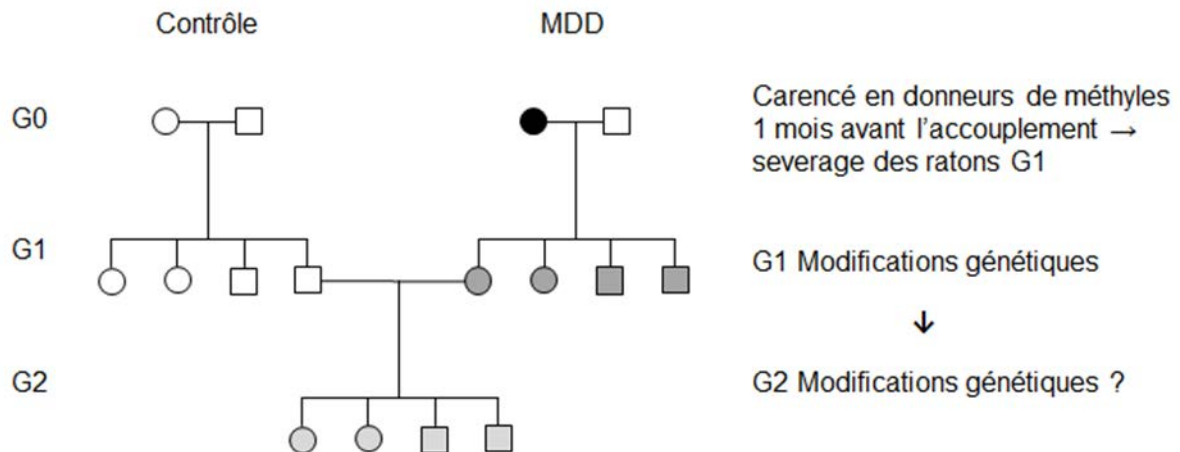 Contrôle MDD
G0
Carencé en donneurs de méthyles
1 mois avant l'accouplement →
severage des ratons G1
G1
G1 Modifications génétiques
↓
G2
G2 Modifications génétiques ?